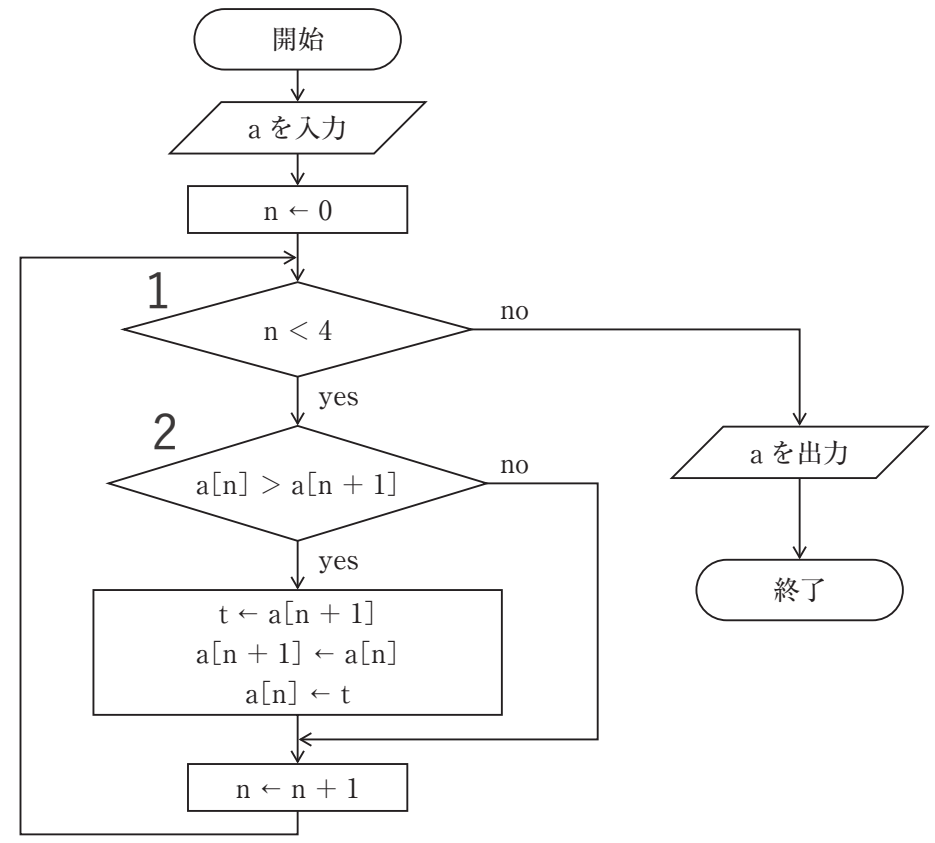 開始
a を入力
n ← 0
1
n < 4
no
yes
2
a[n] > a[n + 1]
no
yes
t ← a[n + 1]
a[n + 1] ← a[n]
a[n] ← t
n ← n + 1
a を出力
終了